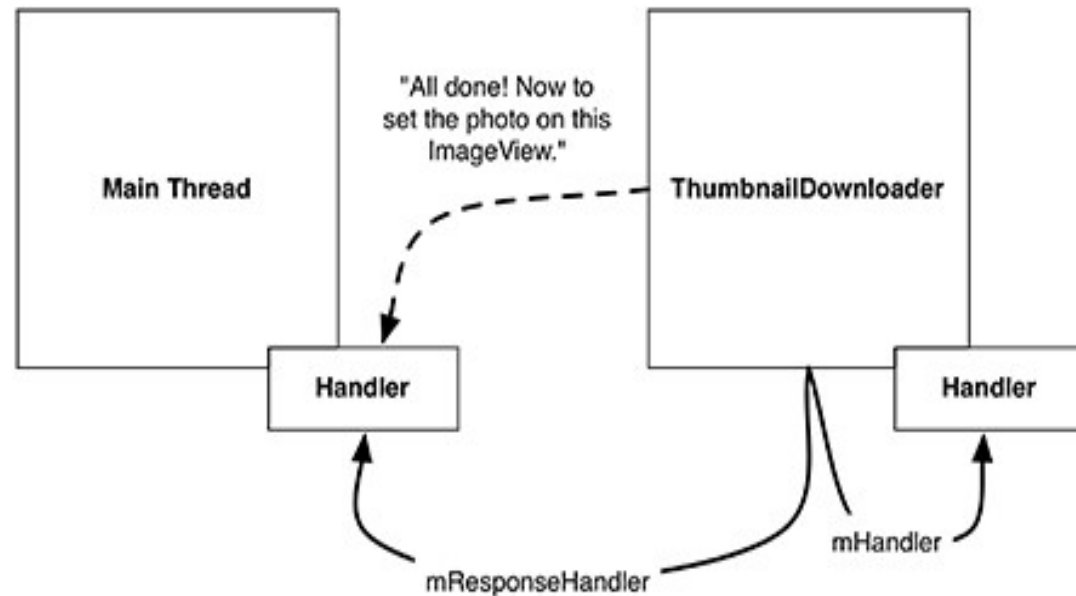 "All done! Now to
set the photo on this
ImageView."
Main Thread
ThumbnailDownloader
Handler
Handler
mHandler
mResponseHandler